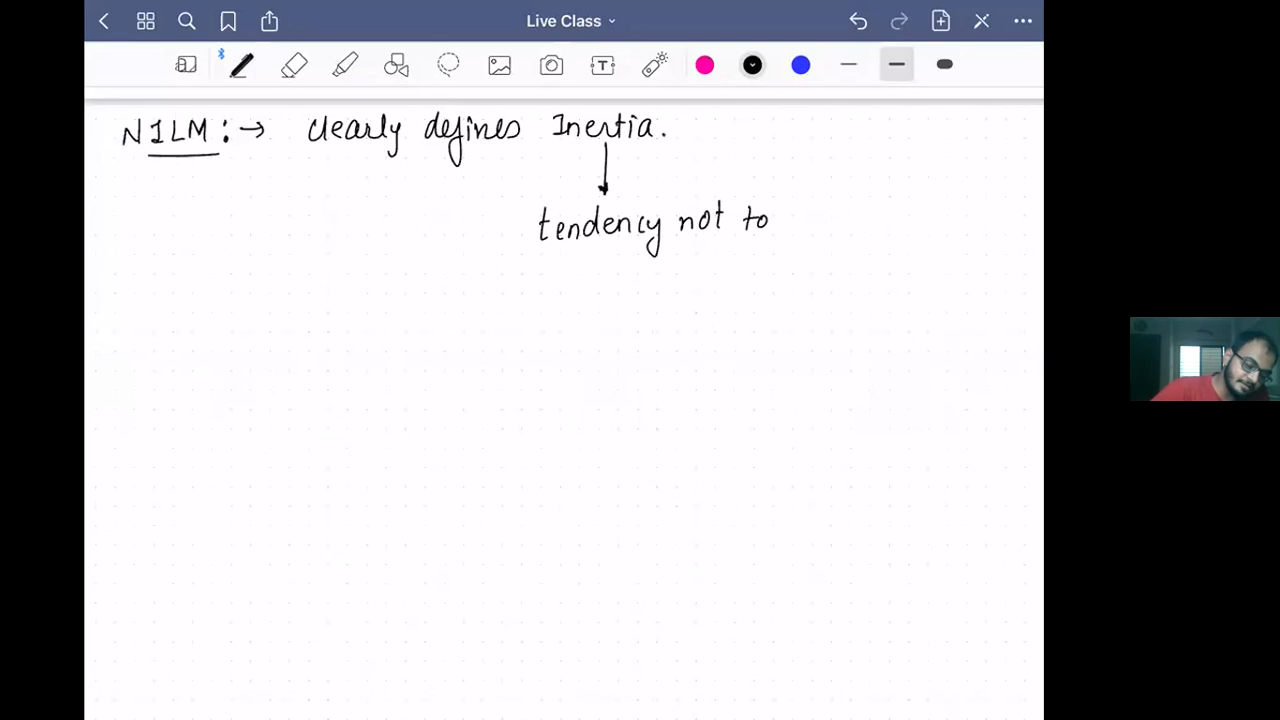 Live Class
T
N1LM :→ clearly defines Inertia.
tendency not to